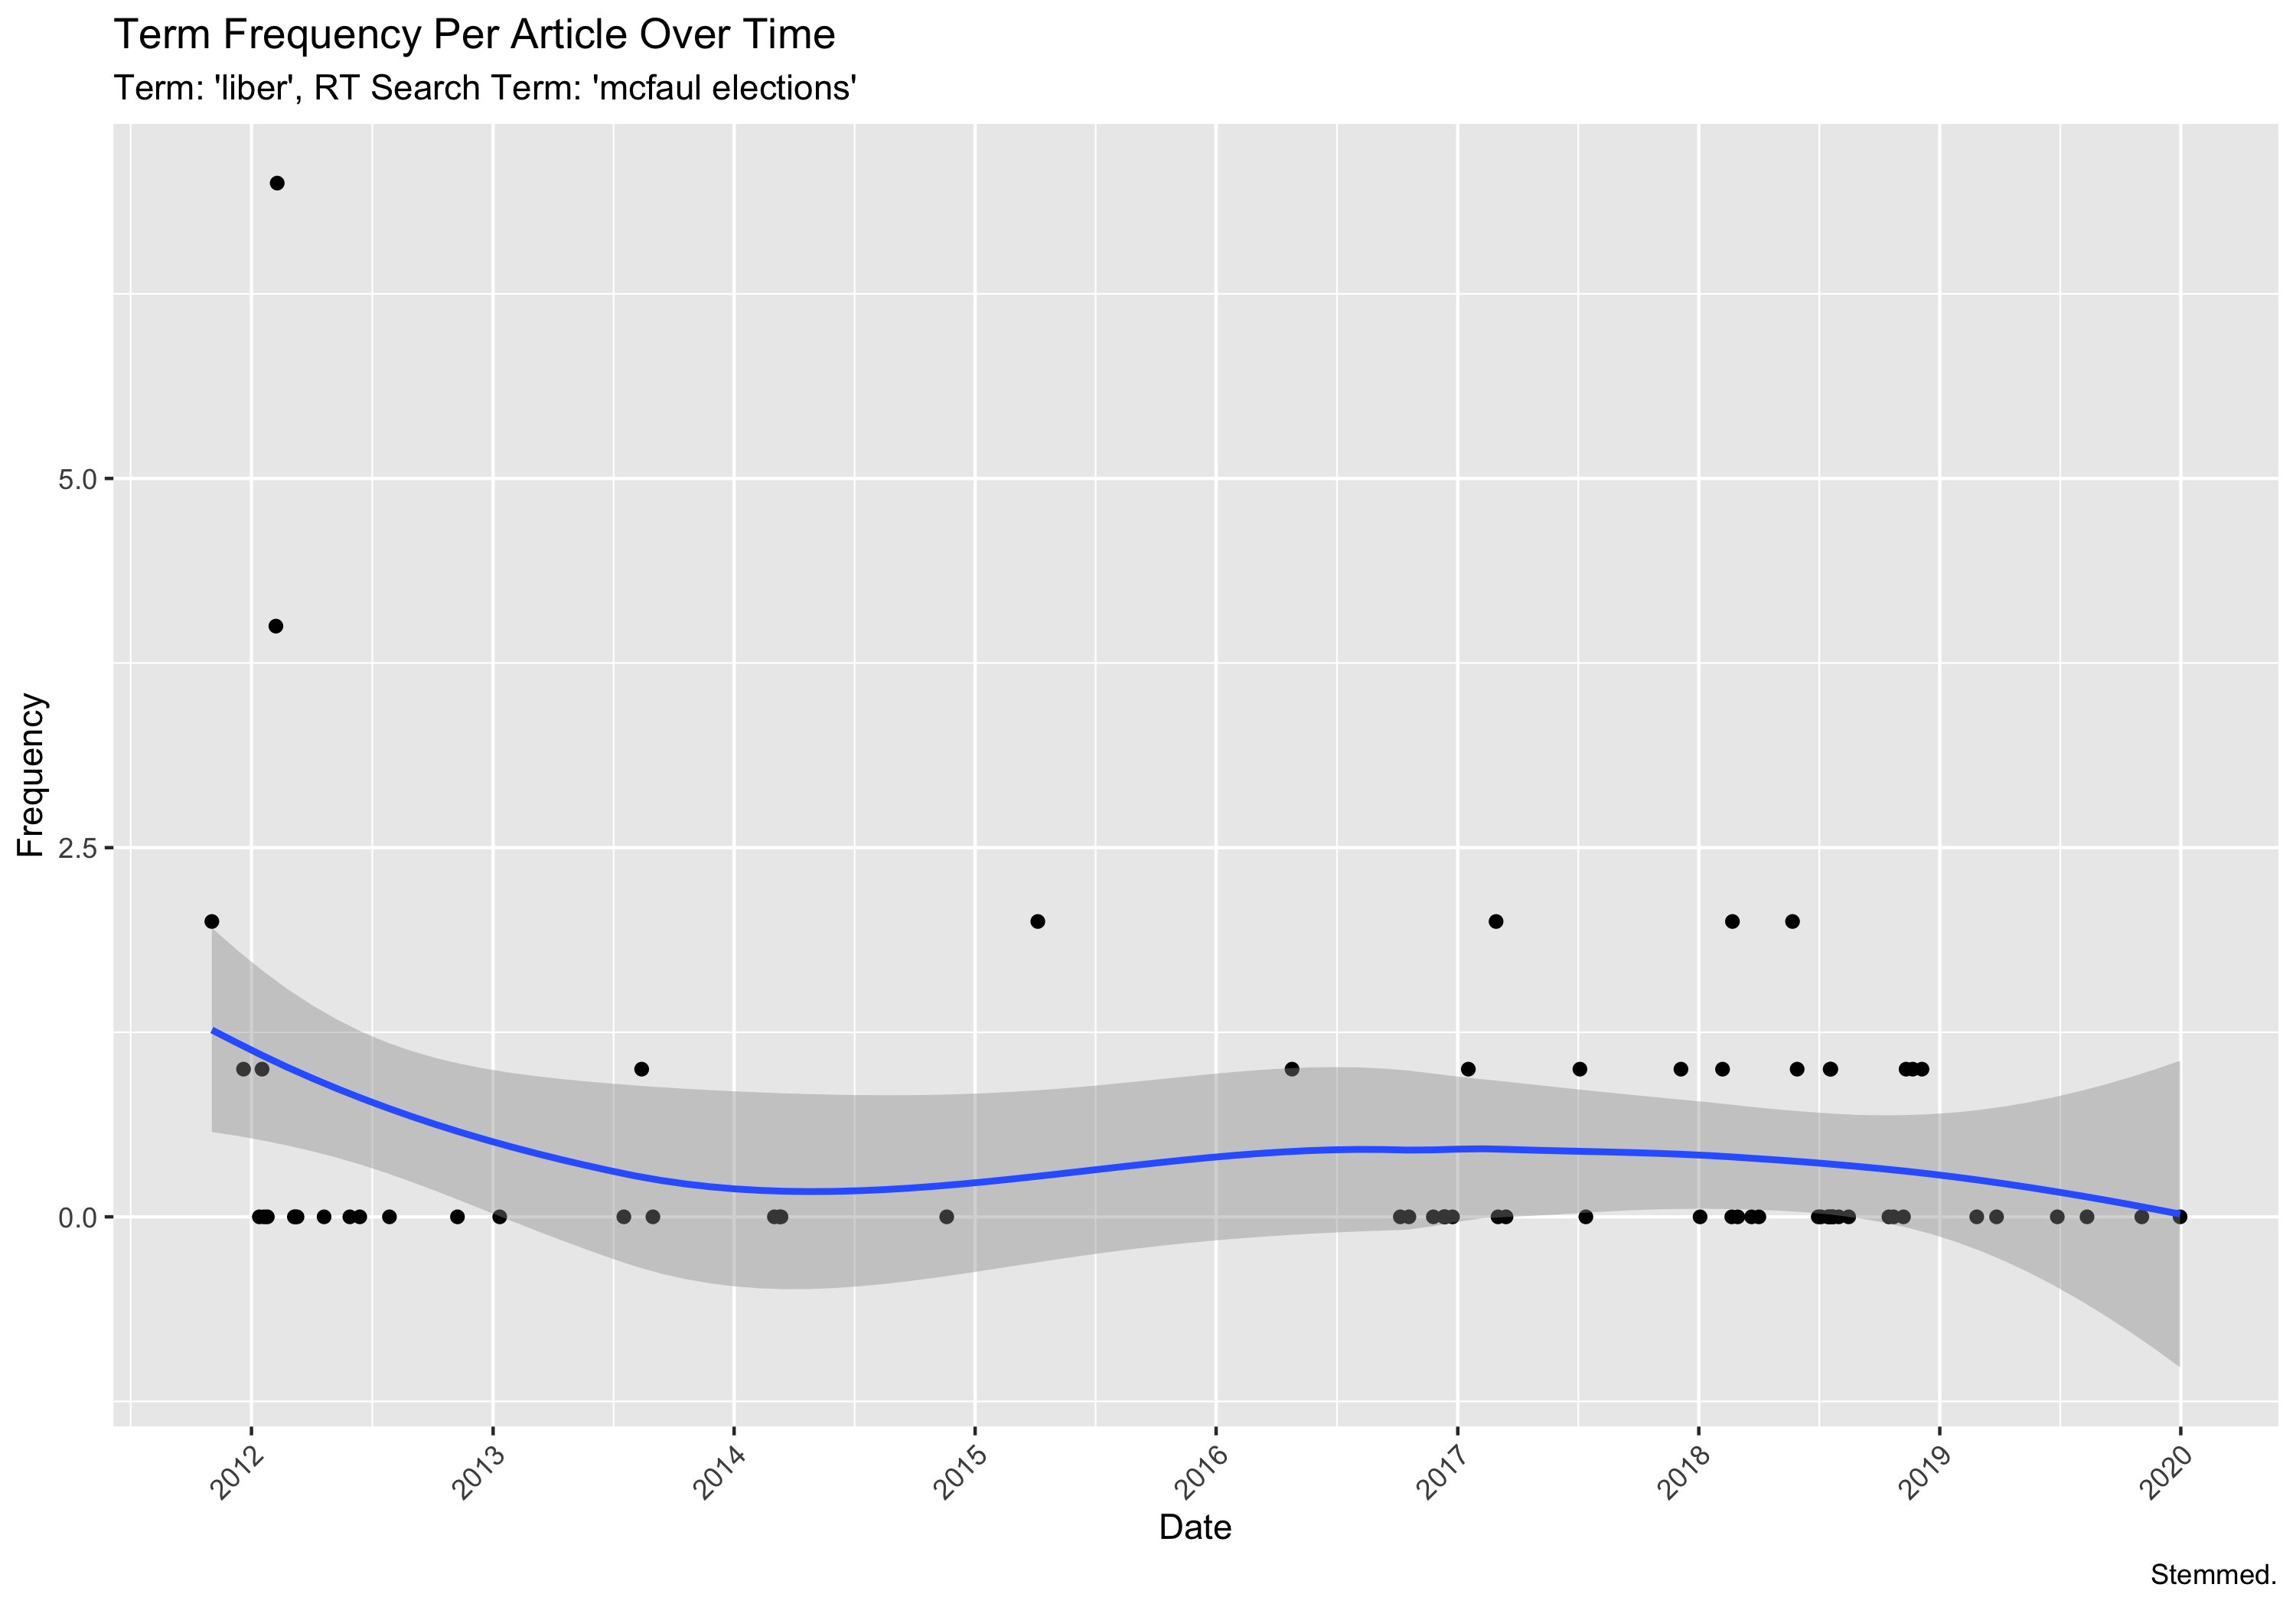 Term Frequency Per Article Over Time
Term: 'liber', RT Search Term: 'mcfaul elections'
Frequency
5.0
2.5
0.0
2012
2013
2014
2015
2016
2017
2018
2019
2020
Date
Stemmed.